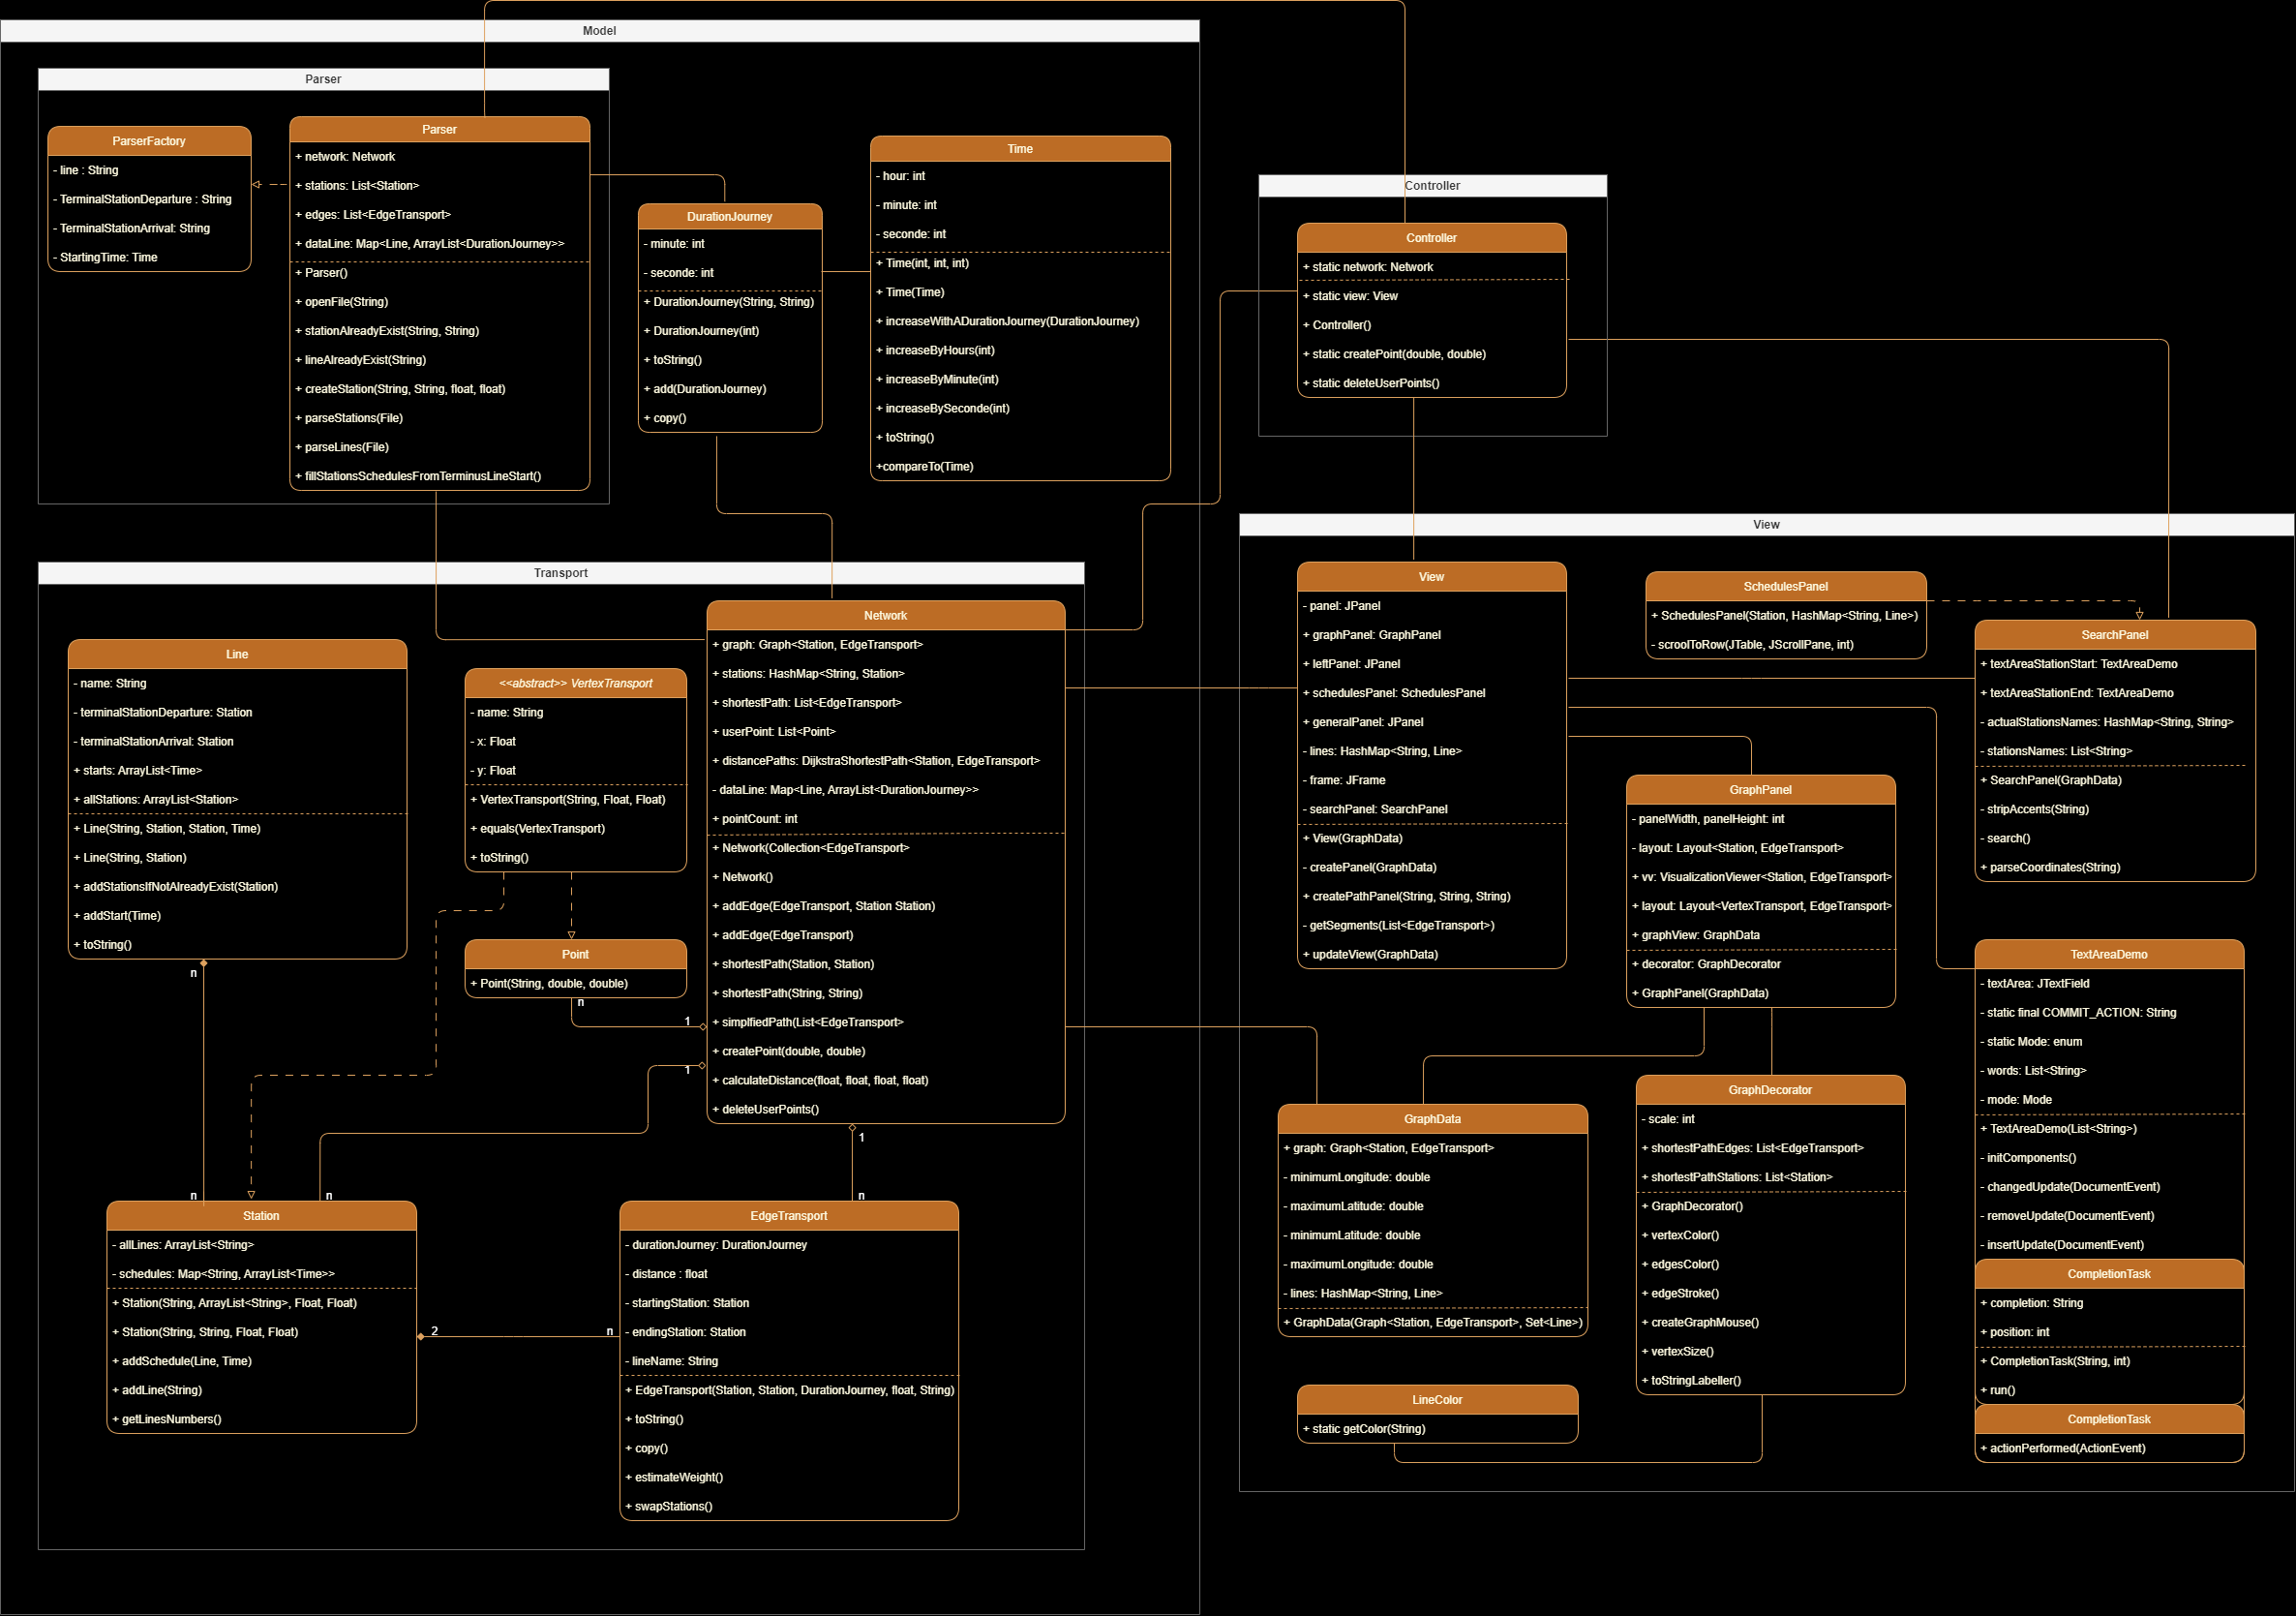 Model
Parser
ParserFactory
- line : String
- TerminalStationDeparture : String
- TerminalStationArrival: String
- StartingTime: Time
Parser
+ network: Network
+ stations: List<Station>
+ edges: List<EdgeTransport>
+ dataLine: Map<Line, ArrayList<DurationJourney>>
+ Parser()
+ openFile(String)
+ stationAlreadyExist(String, String)
+ lineAlreadyExist(String)
+ createStation(String, String, float, float)
+ parseStations(File)
+ parseLines(File)
+ fillStationsSchedulesFromTerminusLineStart()
DurationJourney
- minute: int
- seconde: int
+ DurationJourney(String, String)
+ DurationJourney(int)
+ toString()
+ add(DurationJourney)
+ copy()
Time
- hour: int
- minute: int
- seconde: int
+ Time(int, int, int)
+ Time(Time)
+ increaseWithADurationJourney(DurationJourney)
+ increaseByHours(int)
+ increaseByMinute(int)
+ increaseBySeconde(int)
+ toString()
+compareTo(Time)
Controller
Controller
+ static network: Network
+ static view: View
+ Controller()
+ static createPoint(double, double)
+ static deleteUserPoints()
Transport
Line
- name: String
- terminalStationDeparture: Station
- terminalStationArrival: Station
+ starts: ArrayList<Time>
+ allStations: ArrayList<Station>
+ Line(String, Station, Station, Time)
+ Line(String, Station)
+ addStationsIfNotAlreadyExist(Station)
+ addStart(Time)
+ toString()
n
n
<<abstract>> VertexTransport
- name: String
- x: Float
- y: Float
+ VertexTransport(String, Float, Float)
+ equals(VertexTransport)
+ toString()
Point
+ Point(String, double, double)
n
1
1
n
Network
+ graph: Graph<Station, EdgeTransport>
+ stations: HashMap<String, Station>
+ shortestPath: List<EdgeTransport>
+ userPoint: List<Point>
+ distancePaths: DijkstraShortestPath<Station, EdgeTransport>
- dataLine: Map<Line, ArrayList<DurationJourney>>
+ pointCount: int
+ Network(Collection<EdgeTransport>
+ Network()
+ addEdge(EdgeTransport, Station Station)
+ addEdge(EdgeTransport)
+ shortestPath(Station, Station)
+ shortestPath(String, String)
+ simplfiedPath(List<EdgeTransport>
+ createPoint(double, double)
+ calculateDistance(float, float, float, float)
+ deleteUserPoints()
1
n
Station
- allLines: ArrayList<String>
- schedules: Map<String, ArrayList<Time>>
+ Station(String, ArrayList<String>, Float, Float)
+ Station(String, String, Float, Float)
+ addSchedule(Line, Time)
+ addLine(String)
+ getLinesNumbers()
2
n
EdgeTransport
- durationJourney: DurationJourney
- distance : float
- startingStation: Station
- endingStation: Station
- lineName: String
+ EdgeTransport(Station, Station, DurationJourney, float, String)
+ toString()
+ copy()
+ estimateWeight()
+ swapStations()
View
View
- panel: JPanel
+ graphPanel: GraphPanel
+ leftPanel: JPanel
+ schedulesPanel: SchedulesPanel
+ generalPanel: JPanel
- lines: HashMap<String, Line>
- frame: JFrame
- searchPanel: SearchPanel
+ View(GraphData)
- createPanel(GraphData)
+ createPathPanel(String, String, String)
- getSegments(List<EdgeTransport>)
+ updateView(GraphData)
SchedulesPanel
+ SchedulesPanel(Station, HashMap<String, Line>)
- scroolToRow(JTable, JScrollPane, int)
SearchPanel
+ textAreaStationStart: TextAreaDemo
+ textAreaStationEnd: TextAreaDemo
- actualStationsNames: HashMap<String, String>
- stationsNames: List<String>
+ SearchPanel(GraphData)
- stripAccents(String)
- search()
+ parseCoordinates(String)
GraphPanel
- panelWidth, panelHeight: int
- layout: Layout<Station, EdgeTransport>
+ vv: VisualizationViewer<Station, EdgeTransport>
+ layout: Layout<VertexTransport, EdgeTransport>
+ graphView: GraphData
+ decorator: GraphDecorator
+ GraphPanel(GraphData)
TextAreaDemo
- textArea: JTextField
- static final COMMIT_ACTION: String
- static Mode: enum
- words: List<String>
- mode: Mode
+ TextAreaDemo(List<String>)
- initComponents()
- changedUpdate(DocumentEvent)
- removeUpdate(DocumentEvent)
- insertUpdate(DocumentEvent)
CompletionTask
+ completion: String
+ position: int
+ CompletionTask(String, int)
+ run()
CompletionTask
+ actionPerformed(ActionEvent)
GraphData
+ graph: Graph<Station, EdgeTransport>
- minimumLongitude: double
- maximumLatitude: double
- minimumLatitude: double
- maximumLongitude: double
- lines: HashMap<String, Line>
+ GraphData(Graph<Station, EdgeTransport>, Set<Line>)
GraphDecorator
- scale: int
+ shortestPathEdges: List<EdgeTransport>
+ shortestPathStations: List<Station>
+ GraphDecorator()
+ vertexColor()
+ edgesColor()
+ edgeStroke()
+ createGraphMouse()
+ vertexSize()
+ toStringLabeller()
LineColor
+ static getColor(String)